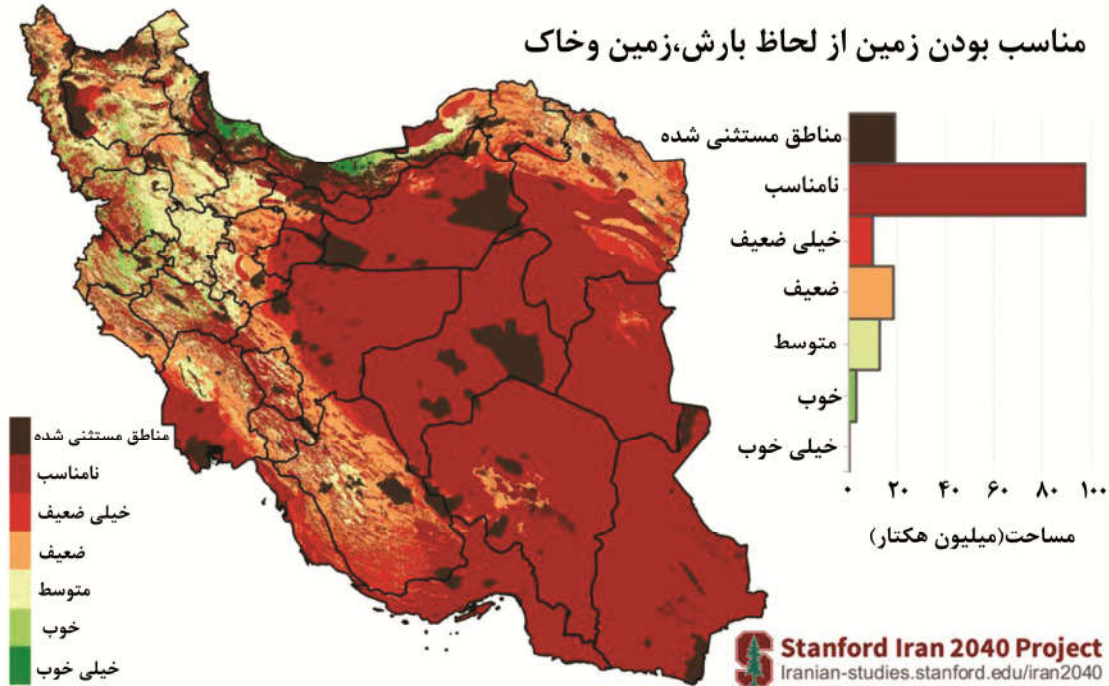 مناسب بودن زمین از لحاظ بارش،زمین وخاک
مناطق مستثنی شده
نامناسب
خیلی ضعیف
ضعیف
متوسط
خوب
خیلی خوب
۰ ۲۰ ۴۰ ۶۰ ۸۰ ۱۰۰
مساحت(میلیون هکتار)
مناطق مستثنی شده
نامناسب
خیلی ضعیف
ضعیف
متوسط
خوب
خیلی خوب
Stanford Iran 2040 Project
Iranian-studies.stanford.edu/iran2040